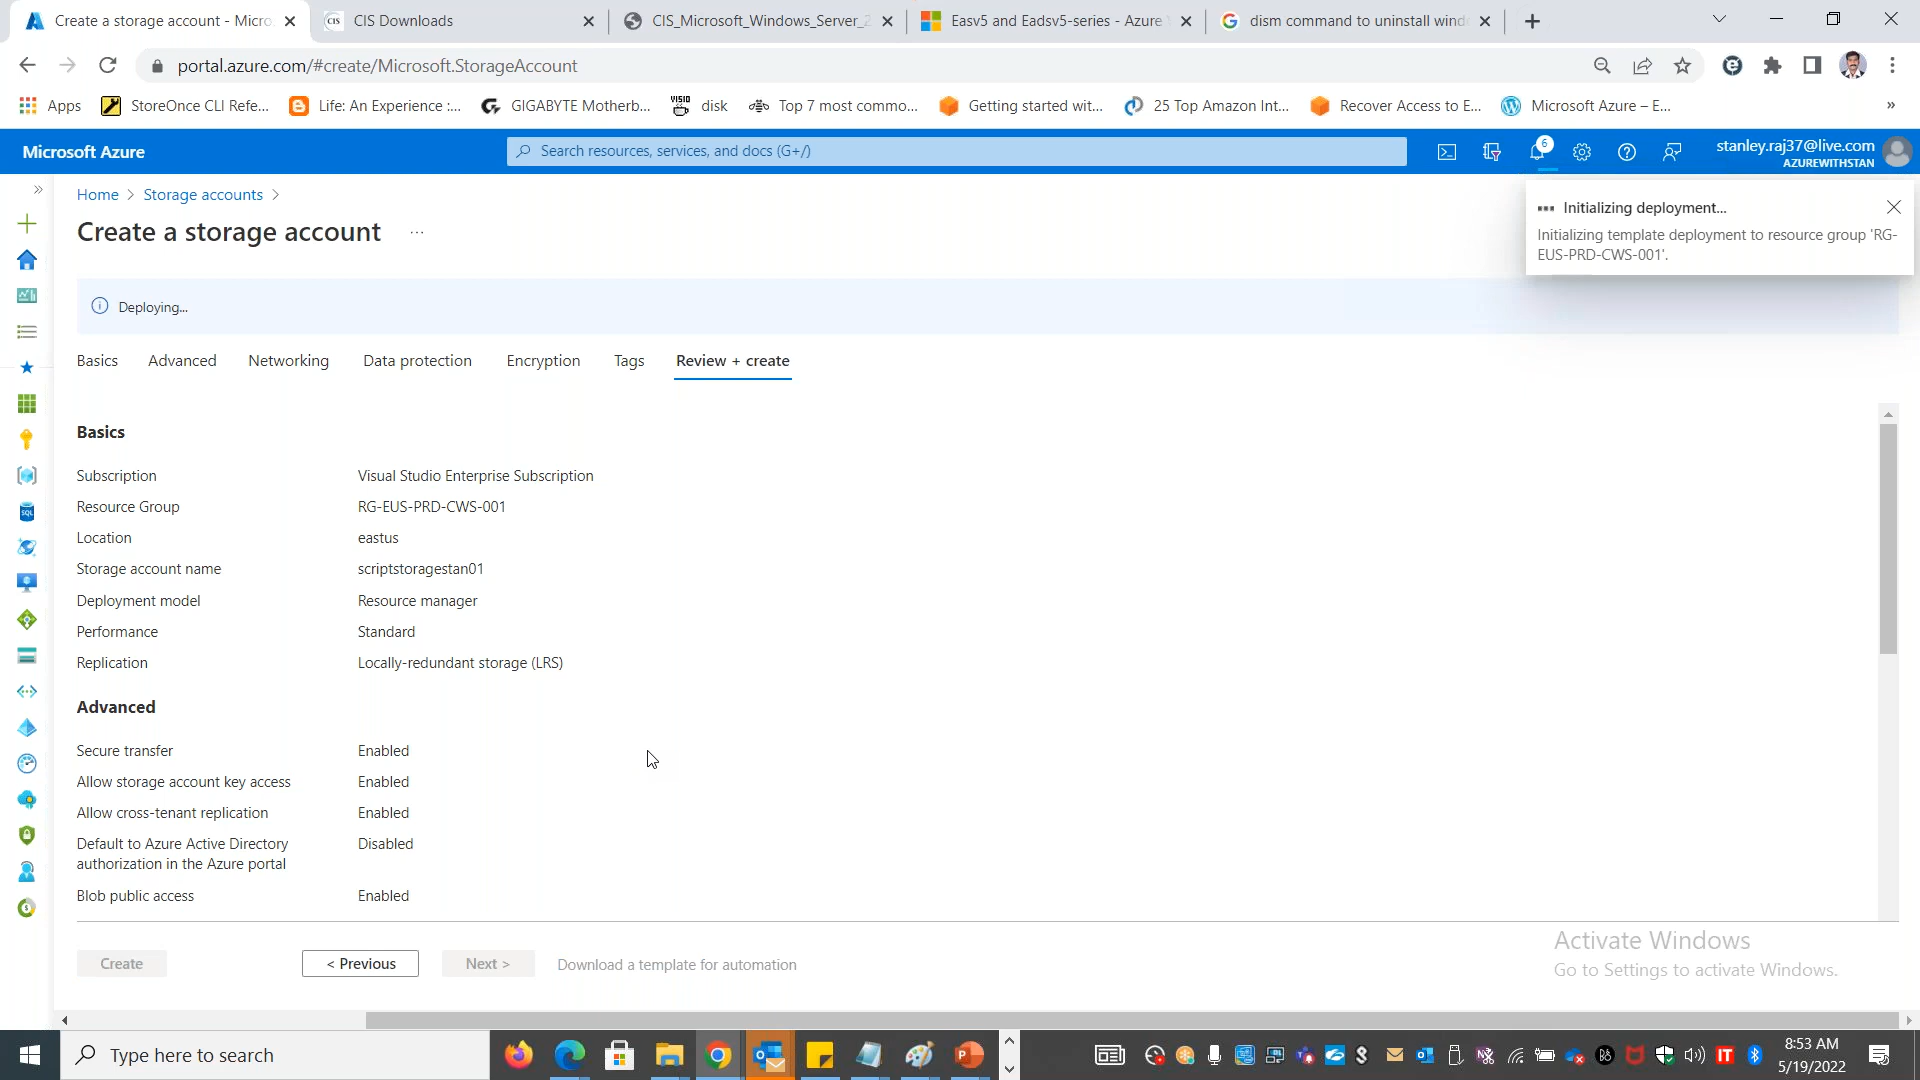 Create a storage account - Micro
CIS Downloads
CIS_Microsoft_Windows_Server_2
Easv5 and Eadsv5-series - Azure
dism command to uninstall wind
portal.azure.com/#create/Microsoft.StorageAccount
Apps
StoreOnce CLI Refe...
Life: An Experience :...
GIGABYTE Motherb...
disk
Top 7 most commo...
Getting started wit...
25 Top Amazon Int...
Recover Access to E...
Microsoft Azure – E...
»
Microsoft Azure
Search resources, services, and docs (G+/)
6
stanley.raj37@live.com
AZUREWITHSTAN
Home > Storage accounts >
Create a storage account ...
Initializing deployment...
Initializing template deployment to resource group 'RG-
EUS-PRD-CWS-001'.
Deploying...
Basics Advanced Networking Data protection Encryption Tags Review + create
Basics
Subscription Visual Studio Enterprise Subscription
Resource Group RG-EUS-PRD-CWS-001
Location eastus
Storage account name scriptstoragestan01
Deployment model Resource manager
Performance Standard
Replication Locally-redundant storage (LRS)
Advanced
Secure transfer Enabled
Allow storage account key access Enabled
Allow cross-tenant replication Enabled
Default to Azure Active Directory Disabled
authorization in the Azure portal
Blob public access Enabled
Create < Previous Next > Download a template for automation
Activate Windows
Go to Settings to activate Windows.
Type here to search
8:53 AM
5/19/2022